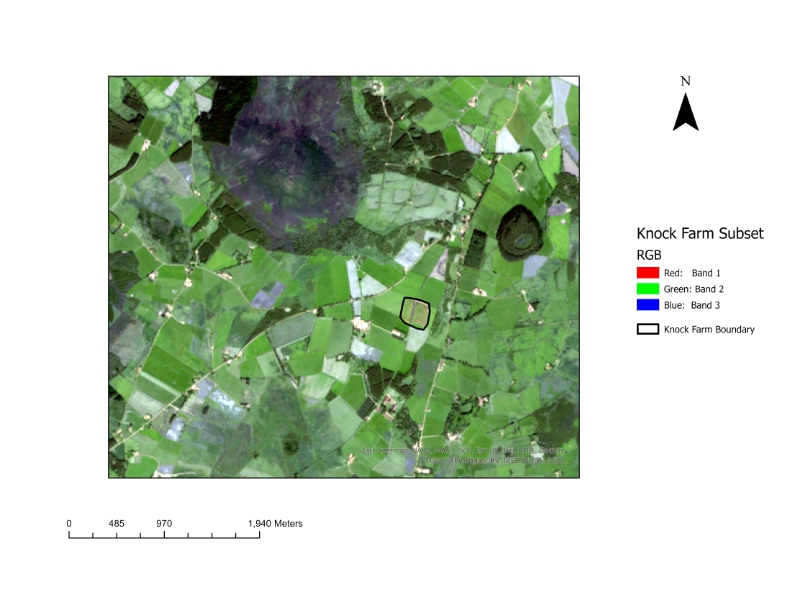 N
Knock Farm Subset
RGB
Red: Band 1
Green: Band 2
Blue: Band 3
Knock Farm Boundary
0 485 970 1,940 Meters